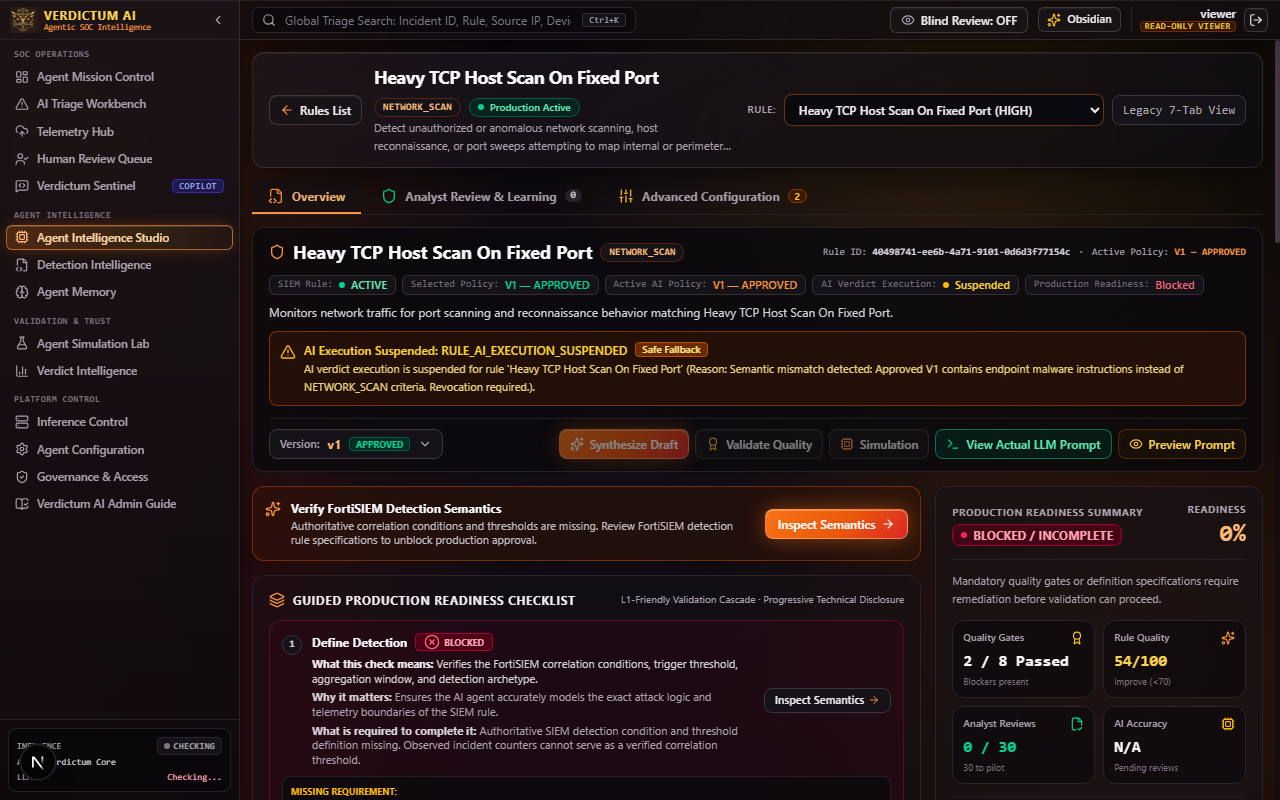 VERDICTUM AI
Agentic SOC Intelligence
Global Triage Search: Incident ID, Rule, Source IP, Devi
Ctrl+K
Blind Review: OFF
Obsidian
viewer
READ-ONLY VIEWER
SOC OPERATIONS
Agent Mission Control
AI Triage Workbench
Telemetry Hub
Human Review Queue
Verdictum Sentinel
COPILOT
AGENT INTELLIGENCE
Agent Intelligence Studio
Detection Intelligence
Agent Memory
VALIDATION & TRUST
Agent Simulation Lab
Verdict Intelligence
PLATFORM CONTROL
Inference Control
Agent Configuration
Governance & Access
Verdictum AI Admin Guide
CHECKING
N
rdictum Core
Checking...
Rules List
Heavy TCP Host Scan On Fixed Port
NETWORK_SCAN
Production Active
Detect unauthorized or anomalous network scanning, host
reconnaissance, or port sweeps attempting to map internal or perimeter...
RULE:
Heavy TCP Host Scan On Fixed Port (HIGH)
Legacy 7-Tab View
Overview
Analyst Review & Learning
0
Advanced Configuration
2
Heavy TCP Host Scan On Fixed Port
NETWORK_SCAN
Rule ID: 40498741-ee6b-4a71-9101-0d6d3f77154c · Active Policy: V1 — APPROVED
SIEM Rule: ACTIVE
Selected Policy: V1 — APPROVED
Active AI Policy: V1 — APPROVED
AI Verdict Execution: Suspended
Production Readiness: Blocked
Monitors network traffic for port scanning and reconnaissance behavior matching Heavy TCP Host Scan On Fixed Port.
AI Execution Suspended: RULE_AI_EXECUTION_SUSPENDED
Safe Fallback
AI verdict execution is suspended for rule 'Heavy TCP Host Scan On Fixed Port' (Reason: Semantic mismatch detected: Approved V1 contains endpoint malware instructions instead of
NETWORK_SCAN criteria. Revocation required.).
Version: v1 APPROVED
Synthesize Draft
Validate Quality
Simulation
View Actual LLM Prompt
Preview Prompt
Verify FortiSIEM Detection Semantics
Authoritative correlation conditions and thresholds are missing. Review FortiSIEM detection
rule specifications to unblock production approval.
Inspect Semantics
GUIDED PRODUCTION READINESS CHECKLIST
L1-Friendly Validation Cascade · Progressive Technical Disclosure
1
Define Detection
BLOCKED
What this check means: Verifies the FortiSIEM correlation conditions, trigger threshold,
aggregation window, and detection archetype.
Why it matters: Ensures the AI agent accurately models the exact attack logic and
telemetry boundaries of the SIEM rule.
What is required to complete it: Authoritative SIEM detection condition and threshold
definition missing. Observed incident counters cannot serve as a verified correlation
threshold.
Inspect Semantics
MISSING REQUIREMENT:
PRODUCTION READINESS SUMMARY
BLOCKED / INCOMPLETE
READINESS
0%
Mandatory quality gates or definition specifications require
remediation before validation can proceed.
Quality Gates
2 / 8 Passed
Blockers present
Rule Quality
54/100
Improve (<70)
Analyst Reviews
0 / 30
30 to pilot
AI Accuracy
N/A
Pending reviews